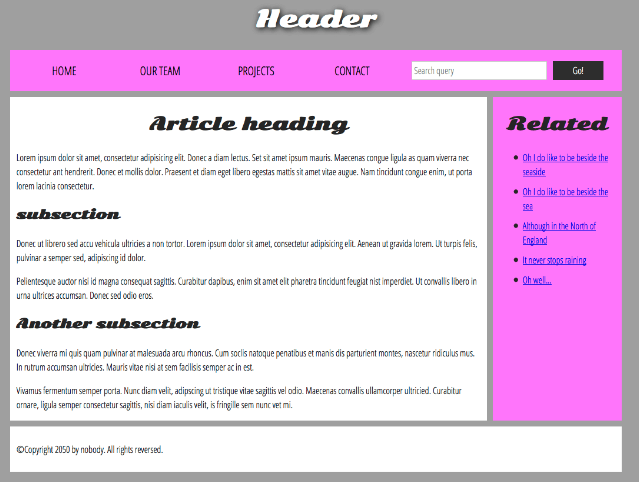 Header
HOME OUR TEAM PROJECTS CONTACT Search query Go!
Article heading
Lorem ipsum dolor sit amet, consectetur adipisicing elit. Donec a diam lectus. Set sit amet ipsum mauris. Maecenas congue ligula as quam viverra nec
consectetur ant hendrerit. Donec et mollis dolor. Praesent et diam eget libero egestas mattis sit amet vitae augue. Nam tincidunt congue enim, ut porta
lorem lacinia consectetur.
subsection
Donec ut librero sed accu vehicula ultricies a non tortor. Lorem ipsum dolor sit amet, consectetur adipisicing elit. Aenean ut gravida lorem. Ut turpis felis,
pulvinar a semper sed, adipiscing id dolor.
Pellentesque auctor nisi id magna consequat sagittis. Curabitur dapibus, enim sit amet elit pharetra tincidunt feugiat nist imperdiet. Ut convallis libero in
urna ultrices accumsan. Donec sed odio eros.
Another subsection
Donec viverra mi quis quam pulvinar at malesuada arcu rhoncus. Cum soclis natoque penatibus et manis dis parturient montes, nascetur ridiculus mus.
In rutrum accumsan ultricies. Mauris vitae nisi at sem facilisis semper ac in est.
Vivamus fermentum semper porta. Nunc diam velit, adipscing ut tristique vitae sagittis vel odio. Maecenas convallis ullamcorper ultricied. Curabitur
ornare, ligula semper consectetur sagittis, nisi diam iaculis velit, is fringille sem nunc vet mi.
Related
Oh I do like to be beside the
seaside
Oh I do like to be beside the
sea
Although in the North of
England
It never stops raining
Oh well...
©Copyright 2050 by nobody. All rights reversed.